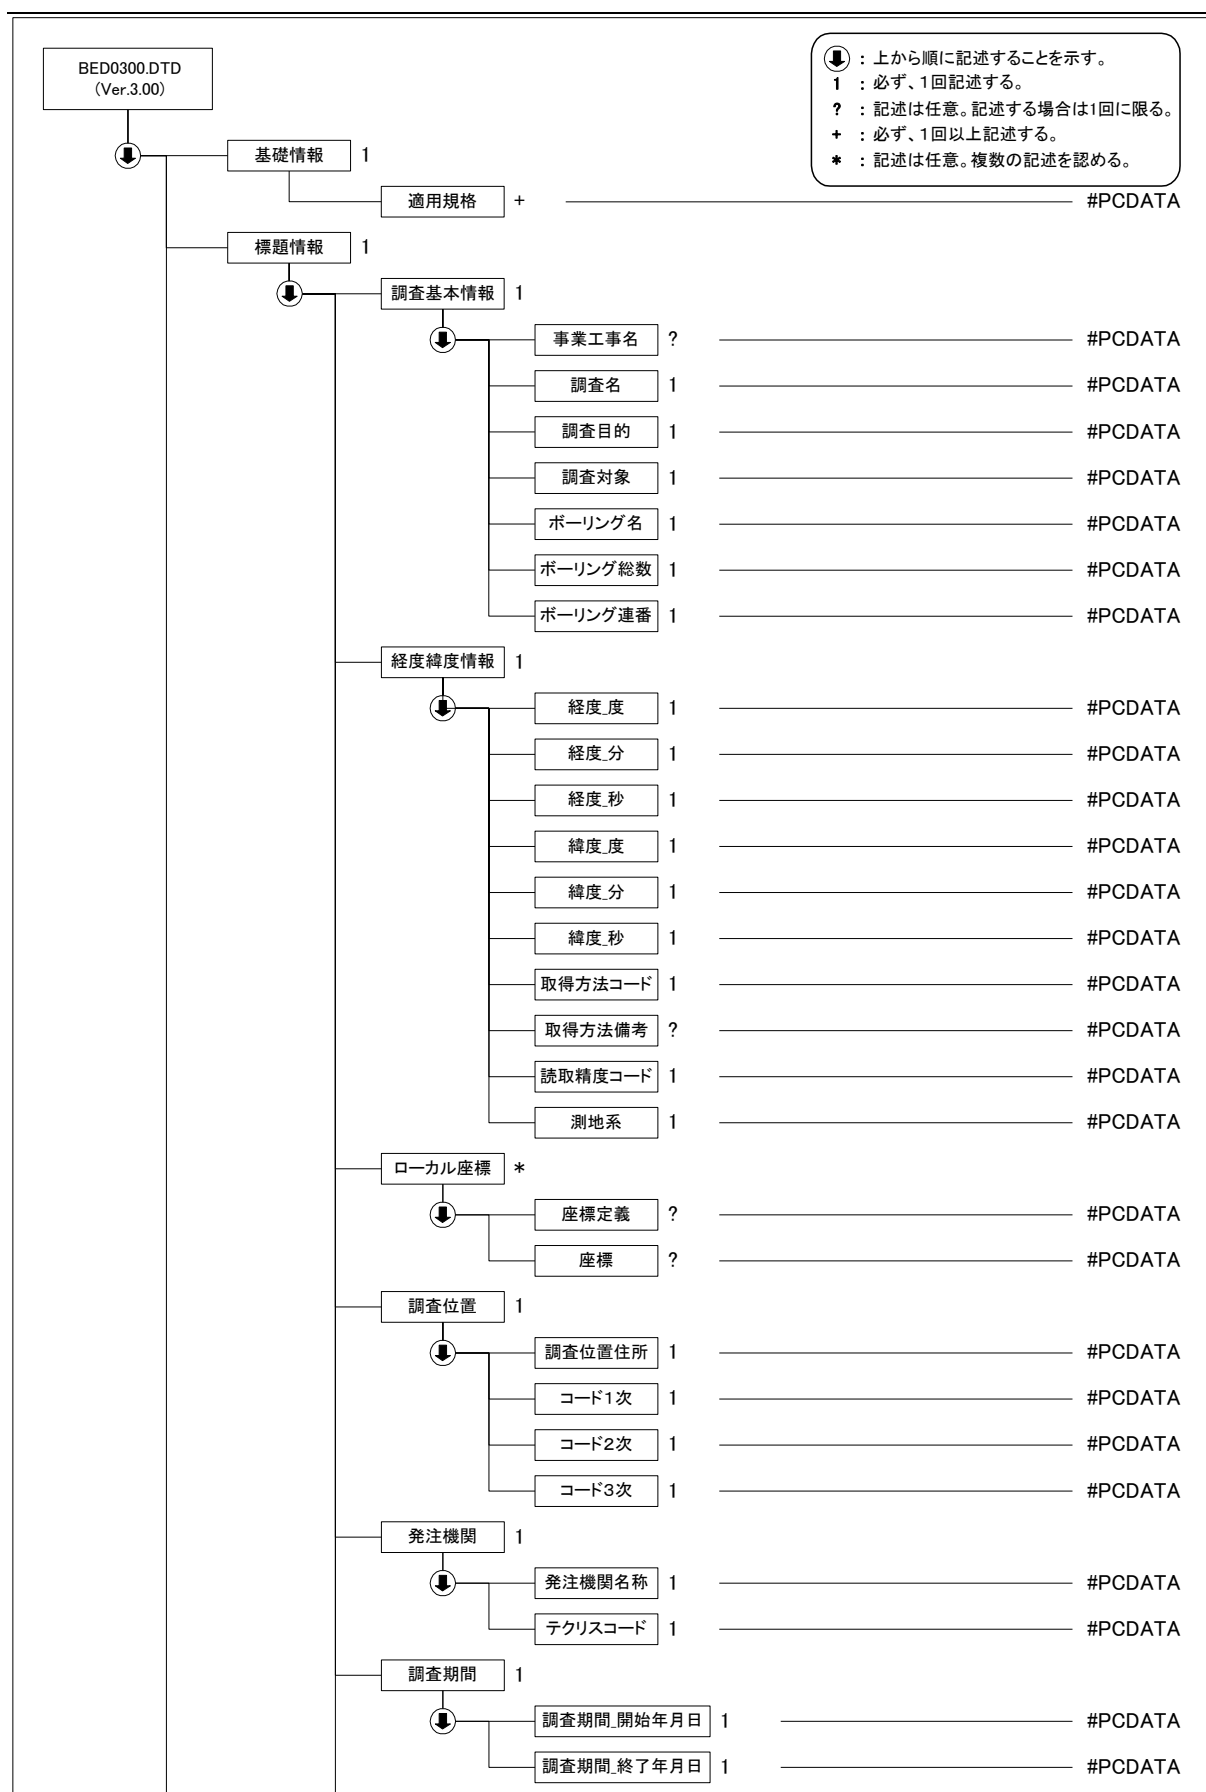 BED0300.DTD
(Ver.3.00)
：上から順に記述することを示す。
1 ：必ず、1回記述する。
? ：記述は任意。記述する場合は1回に限る。
+ ：必ず、1回以上記述する。
* ：記述は任意。複数の記述を認める。
基礎情報 1
適用規格 + #PCDATA
標題情報 1
調査基本情報 1
事業工事名 ? #PCDATA
調査名 1 #PCDATA
調査目的 1 #PCDATA
調査対象 1 #PCDATA
ボーリング名 1 #PCDATA
ボーリング総数 1 #PCDATA
ボーリング連番 1 #PCDATA
経度緯度情報 1
経度_度 1 #PCDATA
経度_分 1 #PCDATA
経度_秒 1 #PCDATA
緯度_度 1 #PCDATA
緯度_分 1 #PCDATA
緯度_秒 1 #PCDATA
取得方法コード 1 #PCDATA
取得方法備考 ? #PCDATA
読取精度コード 1 #PCDATA
測地系 1 #PCDATA
ローカル座標 *
座標定義 ? #PCDATA
座標 ? #PCDATA
調査位置 1
調査位置住所 1 #PCDATA
コード1次 1 #PCDATA
コード2次 1 #PCDATA
コード3次 1 #PCDATA
発注機関 1
発注機関名称 1 #PCDATA
テクリスコード 1 #PCDATA
調査期間 1
調査期間_開始年月日 1 #PCDATA
調査期間_終了年月日 1 #PCDATA